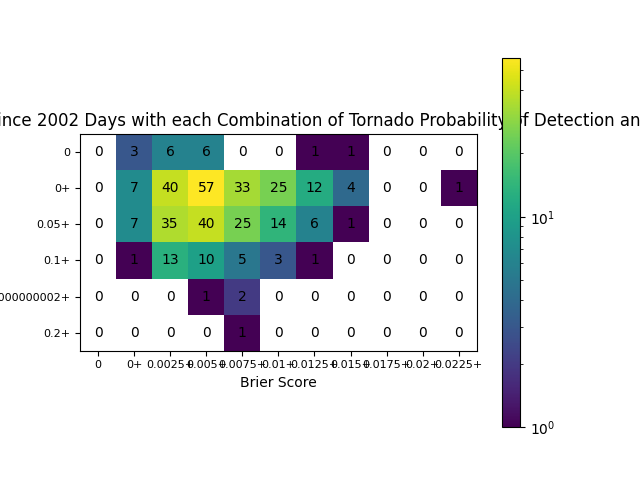 ince 2002 Days with each Combination of Tornado Probability of Detection an
0 0 3 6 6 0 0 1 1 0 0 0
0+ 0 7 40 57 33 25 12 4 0 0 1
0.05+ 0 7 35 40 25 14 6 1 0 0 0
0.1+ 0 1 13 10 5 3 1 0 0 0 0
000000002+ 0 0 0 1 2 0 0 0 0 0 0
0.2+ 0 0 0 0 1 0 0 0 0 0 0
0 0+ 0.0025+ 0.005+ 0.0075+ 0.01+ 0.0125+ 0.015+ 0.0175+ 0.02+ 0.0225+
Brier Score
10¹
10⁰